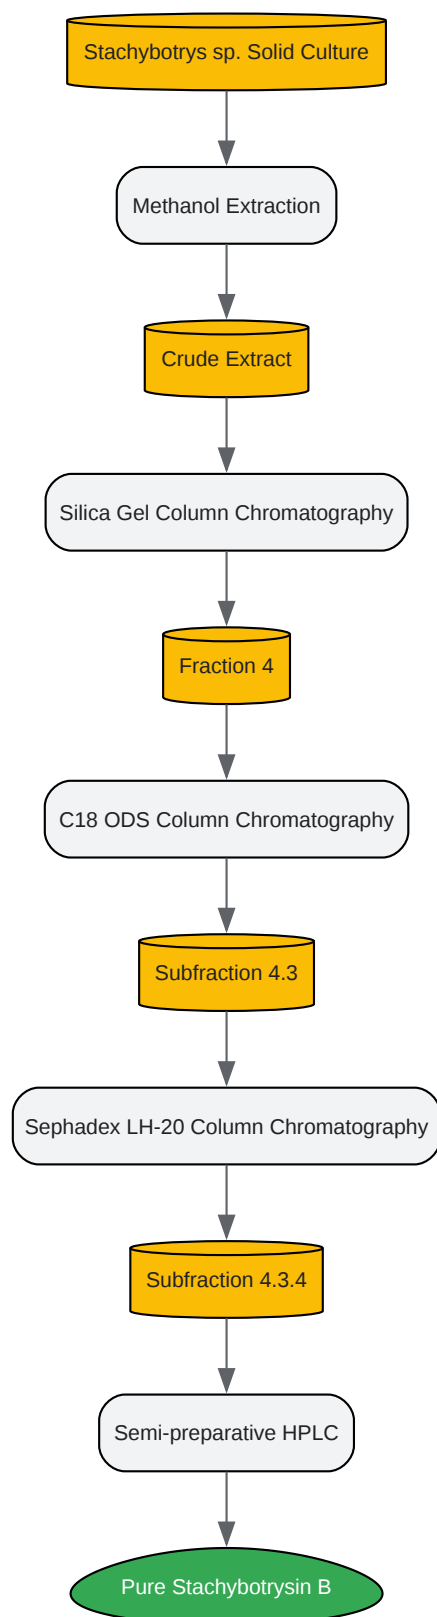 Stachybotrys sp. Solid Culture
Methanol Extraction
Crude Extract
Silica Gel Column Chromatography
Fraction 4
C18 ODS Column Chromatography
Subfraction 4.3
Sephadex LH-20 Column Chromatography
Subfraction 4.3.4
Semi-preparative HPLC
Pure Stachybotrysin B